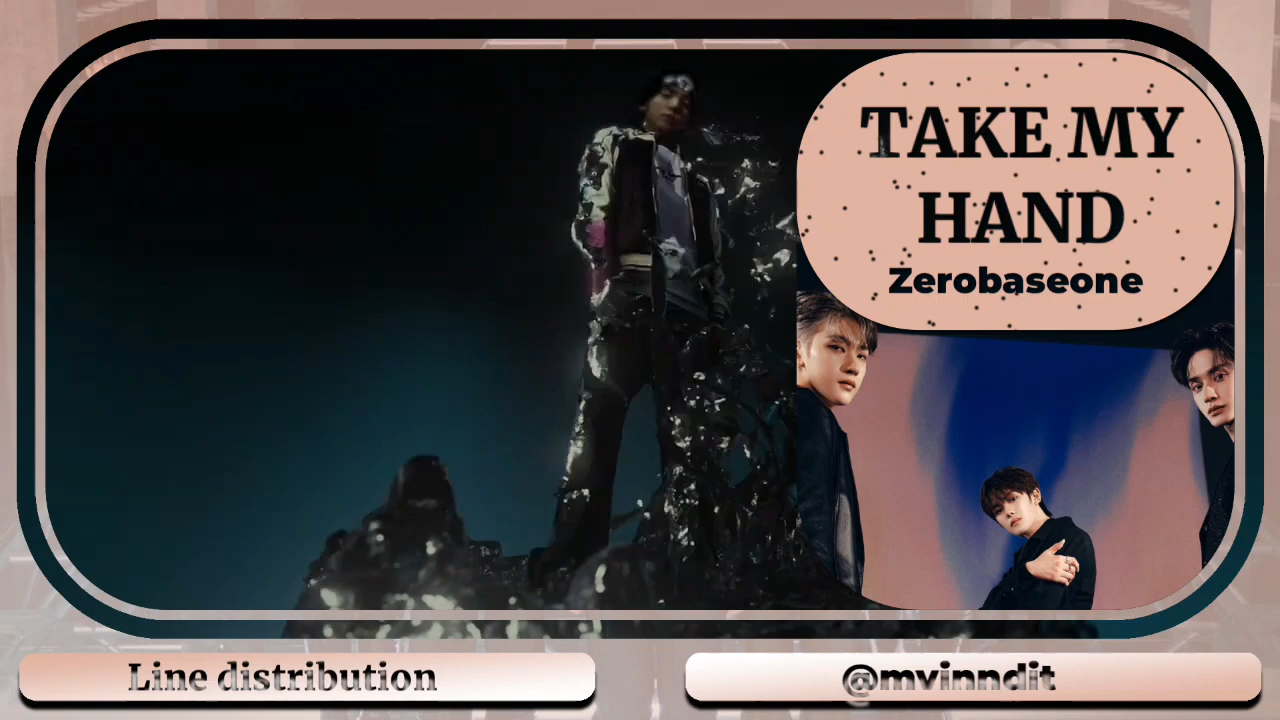 TAKE MY
HAND
Zerobaseone
Line distribution
@mvinndit